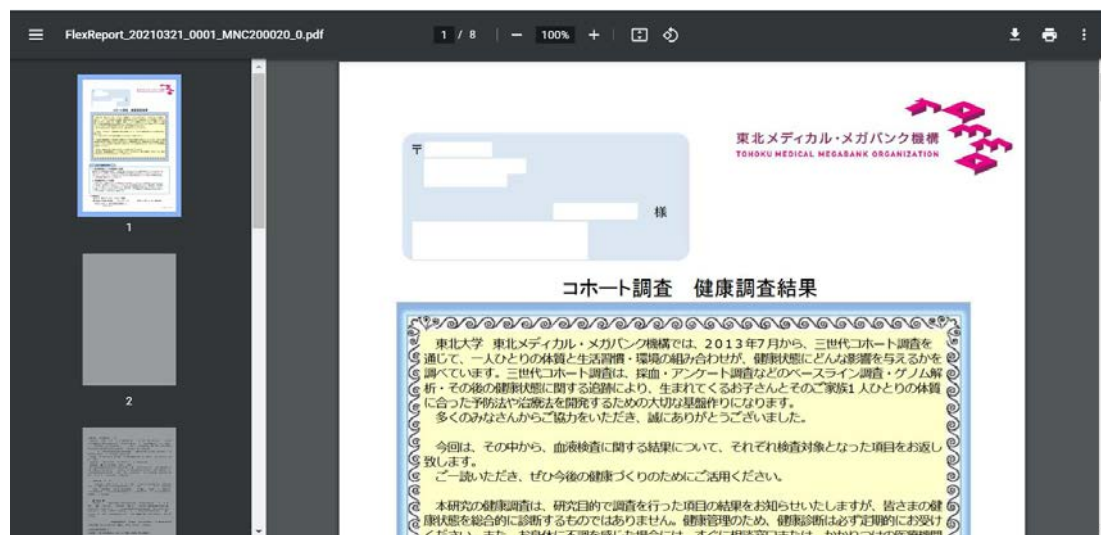 FlexReport_20210321_0001_MNC200020_0.pdf
1 / 8
100%
東北メディカル・メガバンク機構
TOHOKU MEDICAL MEGABANK ORGANIZATION
〒
様
コホート調査 健康調査結果
東北大学 東北メディカル・メガバンク機構では、2013年7月から、三世代コホート調査を
通じて、一人ひとりの体質と生活習慣・環境の組み合わせが、健康状態にどんな影響を与えるかを
調べています。三世代コホート調査は、採血・アンケート調査などのベースライン調査・ゲノム解
析・その後の健康状態に関する追跡により、生まれてくるお子さんとそのご家族1人ひとりの体質
に合った予防法や治療法を開発するための大切な基盤作りになります。
多くのみなさんからご協力をいただき、誠にありがとうございました。
今回は、その中から、血液検査に関する結果について、それぞれ検査対象となった項目をお返し
致します。
ご一読いただき、ぜひ今後の健康づくりのためにご活用ください。
本研究の健康調査は、研究目的で調査を行った項目の結果をお知らせいたしますが、皆さまの健
康状態を総合的に診断するものではありません。健康管理のため、健康診断は必ず定期的にお受け
1
2